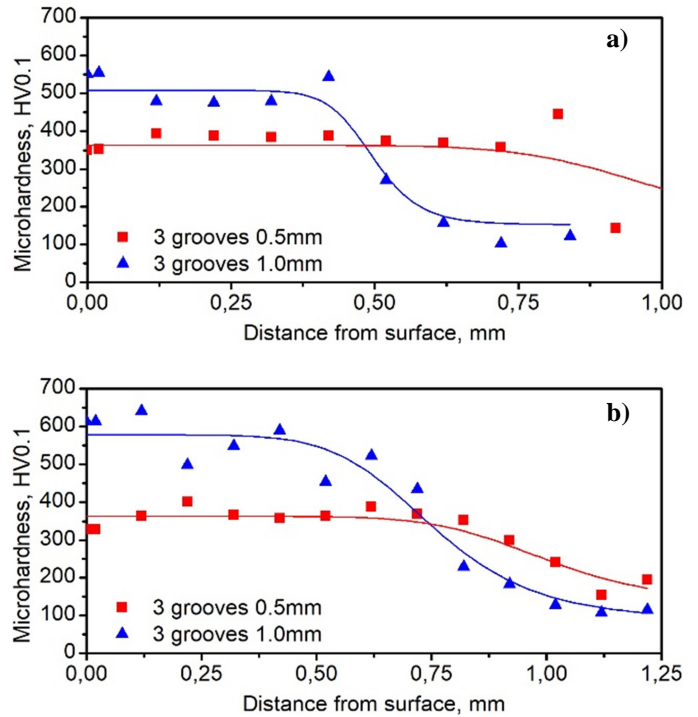 a)
Microhardness, HV0.1
700
600
500
400
300
200
100
0
3 grooves 0.5mm
3 grooves 1.0mm
0,00 0,25 0,50 0,75 1,00
Distance from surface, mm
b)
Microhardness, HV0.1
700
600
500
400
300
200
100
0
3 grooves 0.5mm
3 grooves 1.0mm
0,00 0,25 0,50 0,75 1,00 1,25
Distance from surface, mm